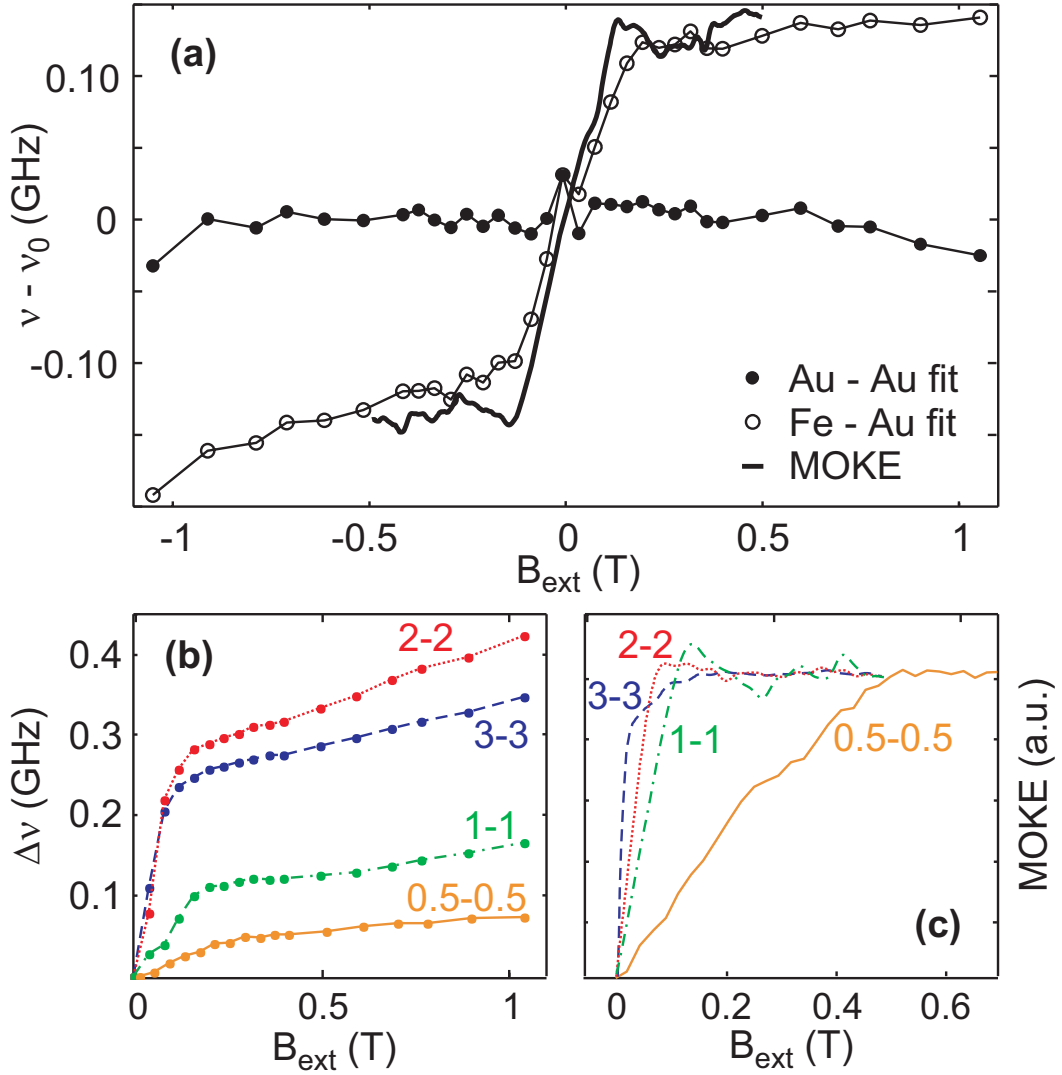 (a)
ν - ν0 (GHz)
0.10
0
-0.10
Au - Au fit
Fe - Au fit
MOKE
-1
-0.5
0
0.5
1
Bext (T)
(b)
Δν (GHz)
0.4
0.3
0.2
0.1
2-2
3-3
1-1
0.5-0.5
0
0.5
1
Bext (T)
2-2
3-3
1-1
0.5-0.5
(c)
MOKE (a.u.)
0
0.2
0.4
0.6
Bext (T)